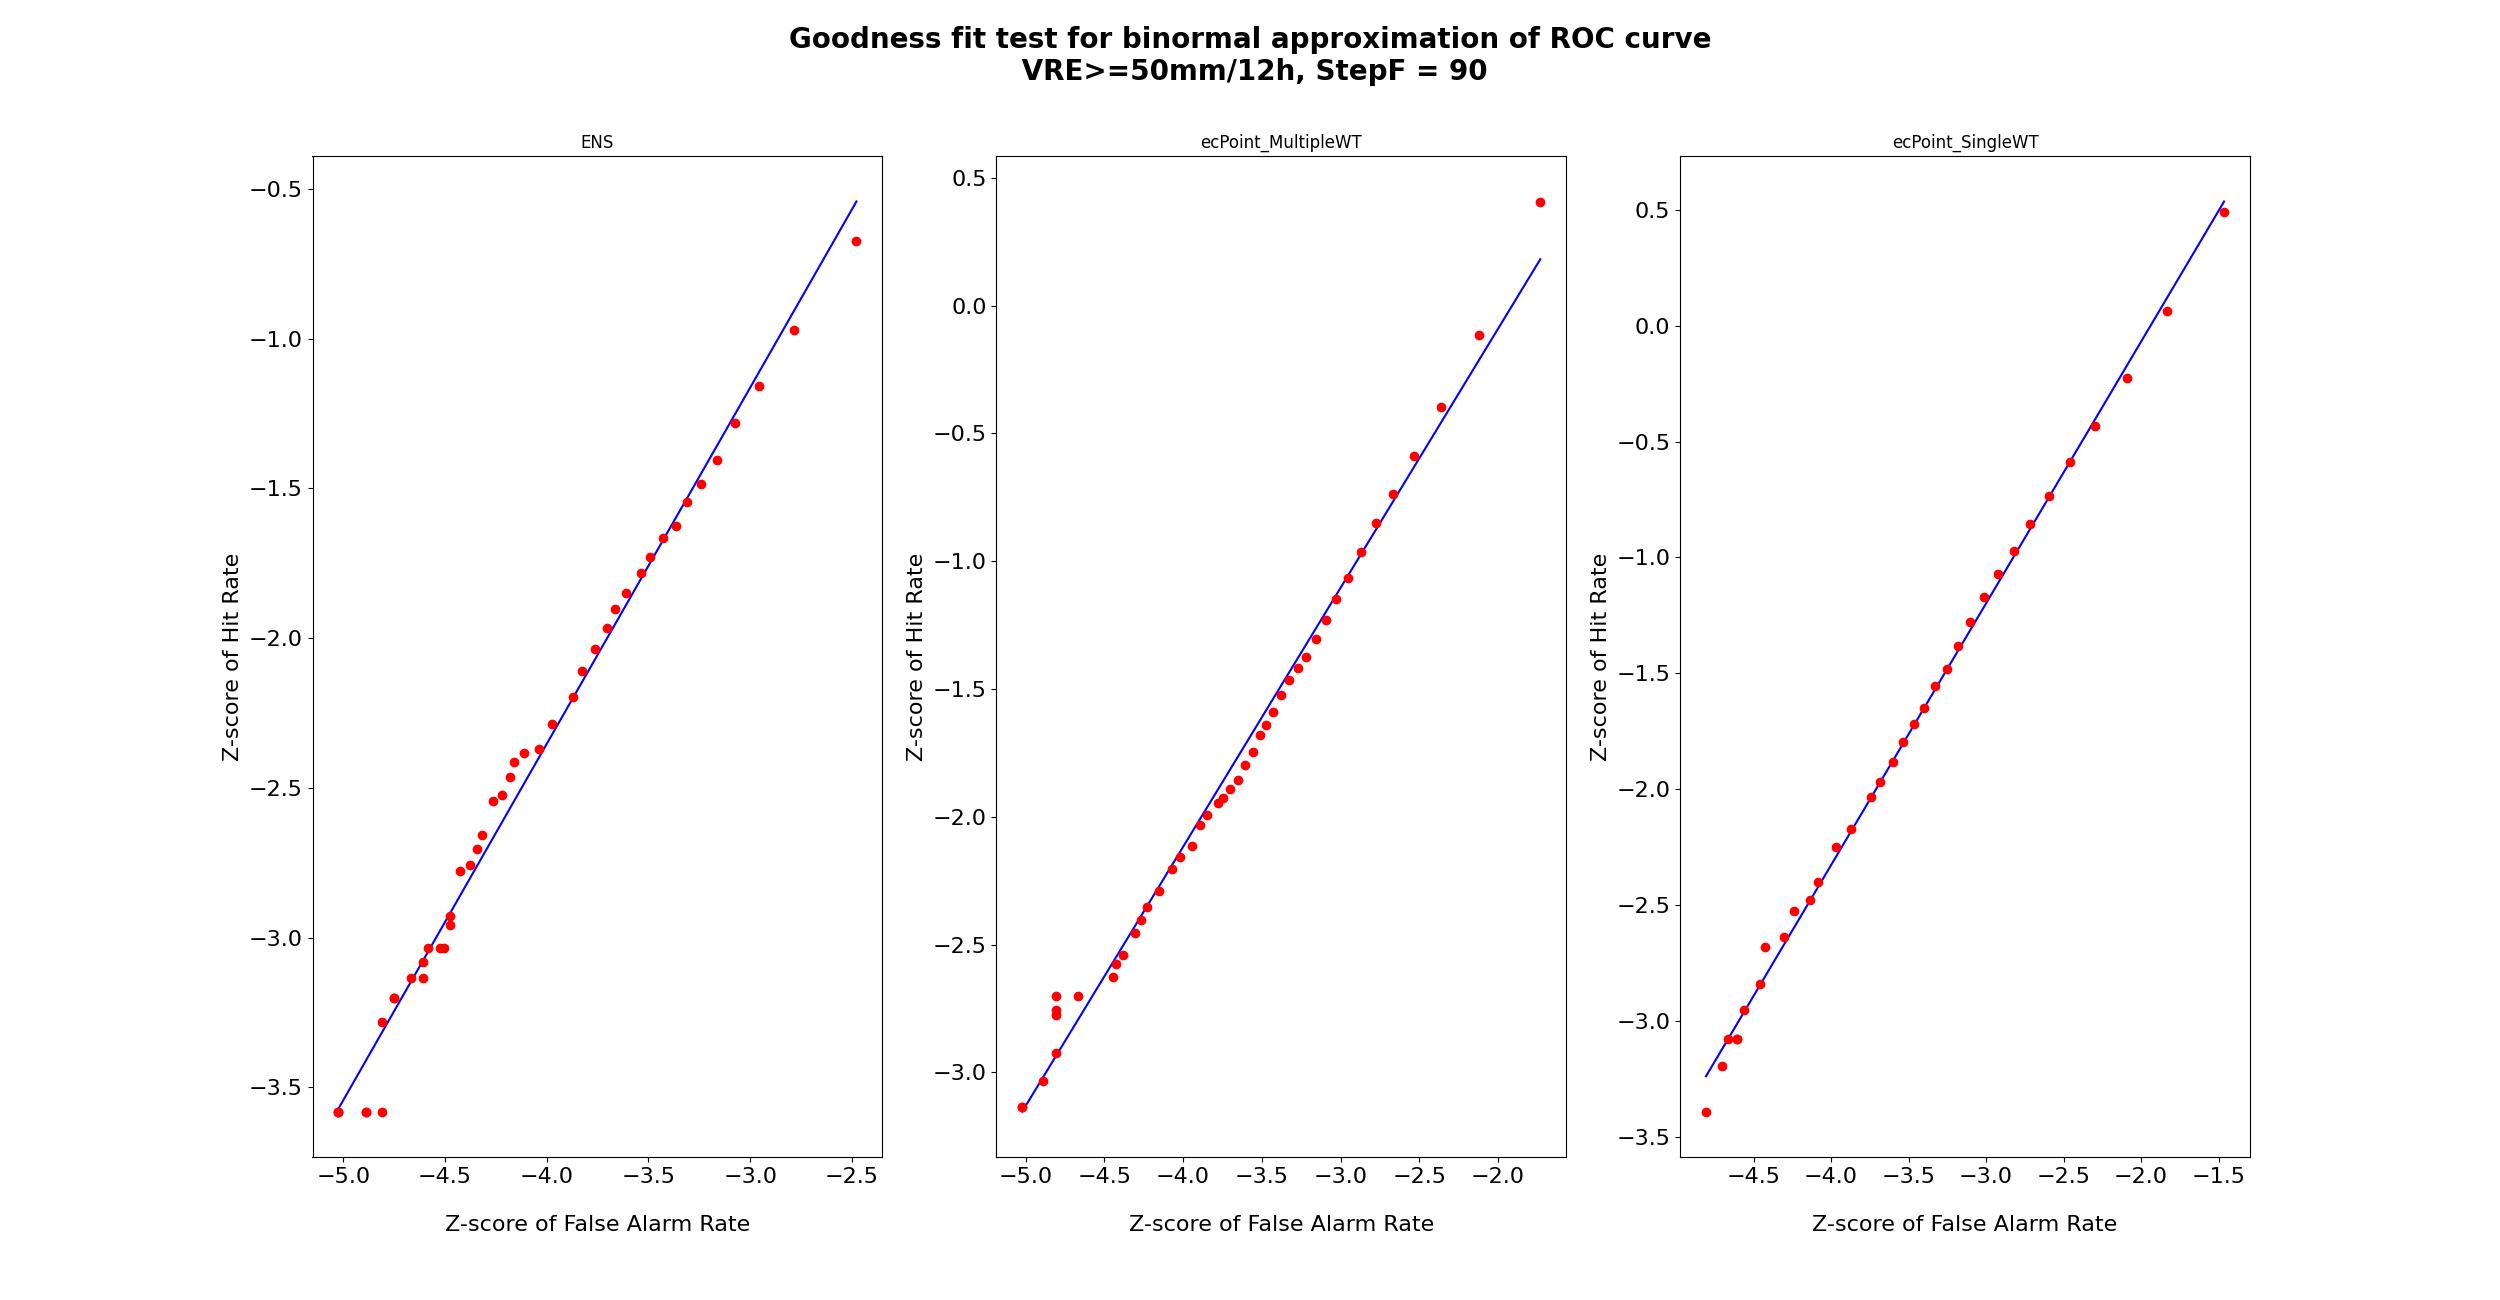 Goodness fit test for binormal approximation of ROC curve
VRE>=50mm/12h, StepF = 90
ENS
−0.5
−1.0
−1.5
−2.0
−2.5
−3.0
−3.5
Z-score of Hit Rate
−5.0 −4.5 −4.0 −3.5 −3.0 −2.5
Z-score of False Alarm Rate
ecPoint_MultipleWT
0.5
0.0
−0.5
−1.0
−1.5
−2.0
−2.5
−3.0
Z-score of Hit Rate
−5.0 −4.5 −4.0 −3.5 −3.0 −2.5 −2.0
Z-score of False Alarm Rate
ecPoint_SingleWT
0.5
0.0
−0.5
−1.0
−1.5
−2.0
−2.5
−3.0
−3.5
Z-score of Hit Rate
−4.5 −4.0 −3.5 −3.0 −2.5 −2.0 −1.5
Z-score of False Alarm Rate